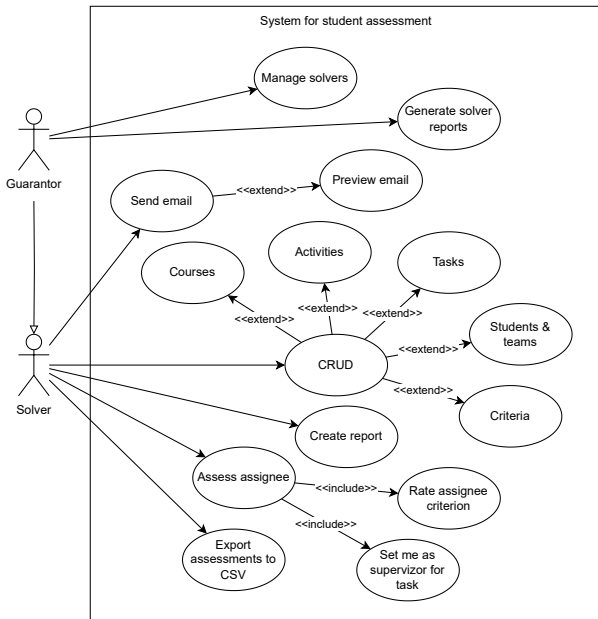 System for student assessment
Manage solvers
Generate solver
reports
Guarantor
Send email
<<extend>>
Preview email
Activities
Courses
Tasks
<<extend>>
<<extend>>
<<extend>>
Students &
teams
<<extend>>
CRUD
<<extend>>
Solver
Criteria
Create report
Assess assignee
<<include>>
Rate assignee
criterion
<<include>>
Export
assessments to
CSV
Set me as
supervizor for
task